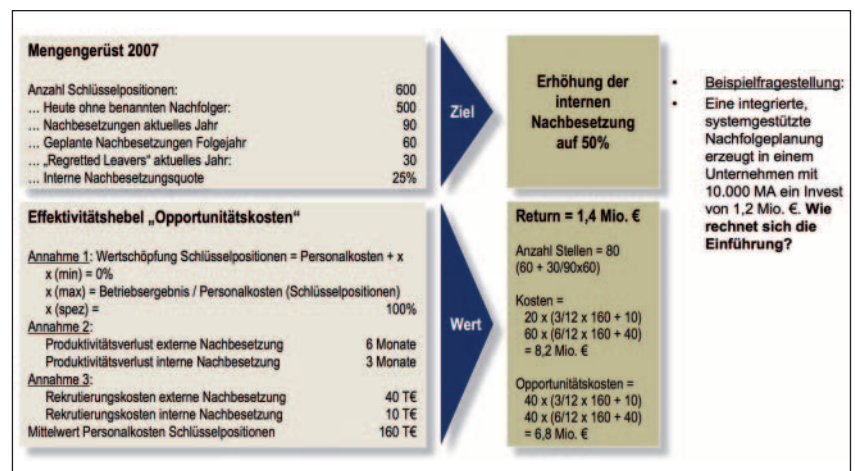 Mengengerüst 2007
Anzahl Schlüsselpositionen: 600
... Heute ohne benannten Nachfolger: 500
... Nachbesetzungen aktuelles Jahr 90
... Geplante Nachbesetzungen Folgejahr 60
... „Regretted Leavers“ aktuelles Jahr: 30
... Interne Nachbesetzungsquote 25%
Ziel
Erhöhung der
internen
Nachbesetzung
auf 50%
• Beispielfragestellung:
• Eine integrierte,
systemgestützte
Nachfolgeplanung
erzeugt in einem
Unternehmen mit
10.000 MA ein Invest
von 1,2 Mio. €. Wie
rechnet sich die
Einführung?
Effektivitätshebel „Opportunitätskosten“
Annahme 1: Wertschöpfung Schlüsselpositionen = Personalkosten + x
x (min) = 0%
x (max) = Betriebsergebnis / Personalkosten (Schlüsselpositionen)
x (spez) = 100%
Annahme 2:
Produktivitätsverlust externe Nachbesetzung 6 Monate
Produktivitätsverlust interne Nachbesetzung 3 Monate
Annahme 3:
Rekrutierungskosten externe Nachbesetzung 40 T€
Rekrutierungskosten interne Nachbesetzung 10 T€
Mittelwert Personalkosten Schlüsselpositionen 160 T€
Wert
Return = 1,4 Mio. €
Anzahl Stellen = 80
(60 + 30/90x60)
Kosten =
20 x (3/12 x 160 + 10)
60 x (6/12 x 160 + 40)
= 8,2 Mio. €
Opportunitätskosten =
40 x (3/12 x 160 + 10)
40 x (6/12 x 160 + 40)
= 6,8 Mio. €